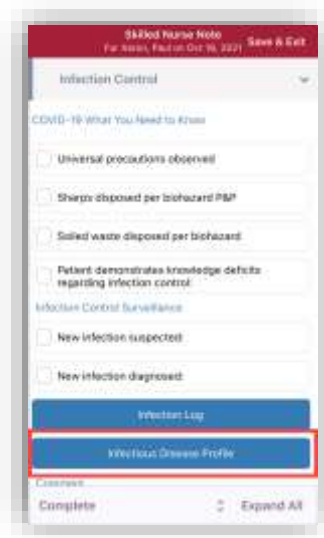 Skilled Nurse Note
Save & Exit
Infection Control
COVID-19 What You Need to Know
Universal precautions observed
Sharps disposed per biohazard P&P
Soiled waste disposed per biohazard
Patient demonstrates knowledge deficits
regarding infection control
Infection Control Surveillance
New infection suspected
New infection diagnosed
Infection Log
Infectious Disease Profile
Comment
Complete
Expand All